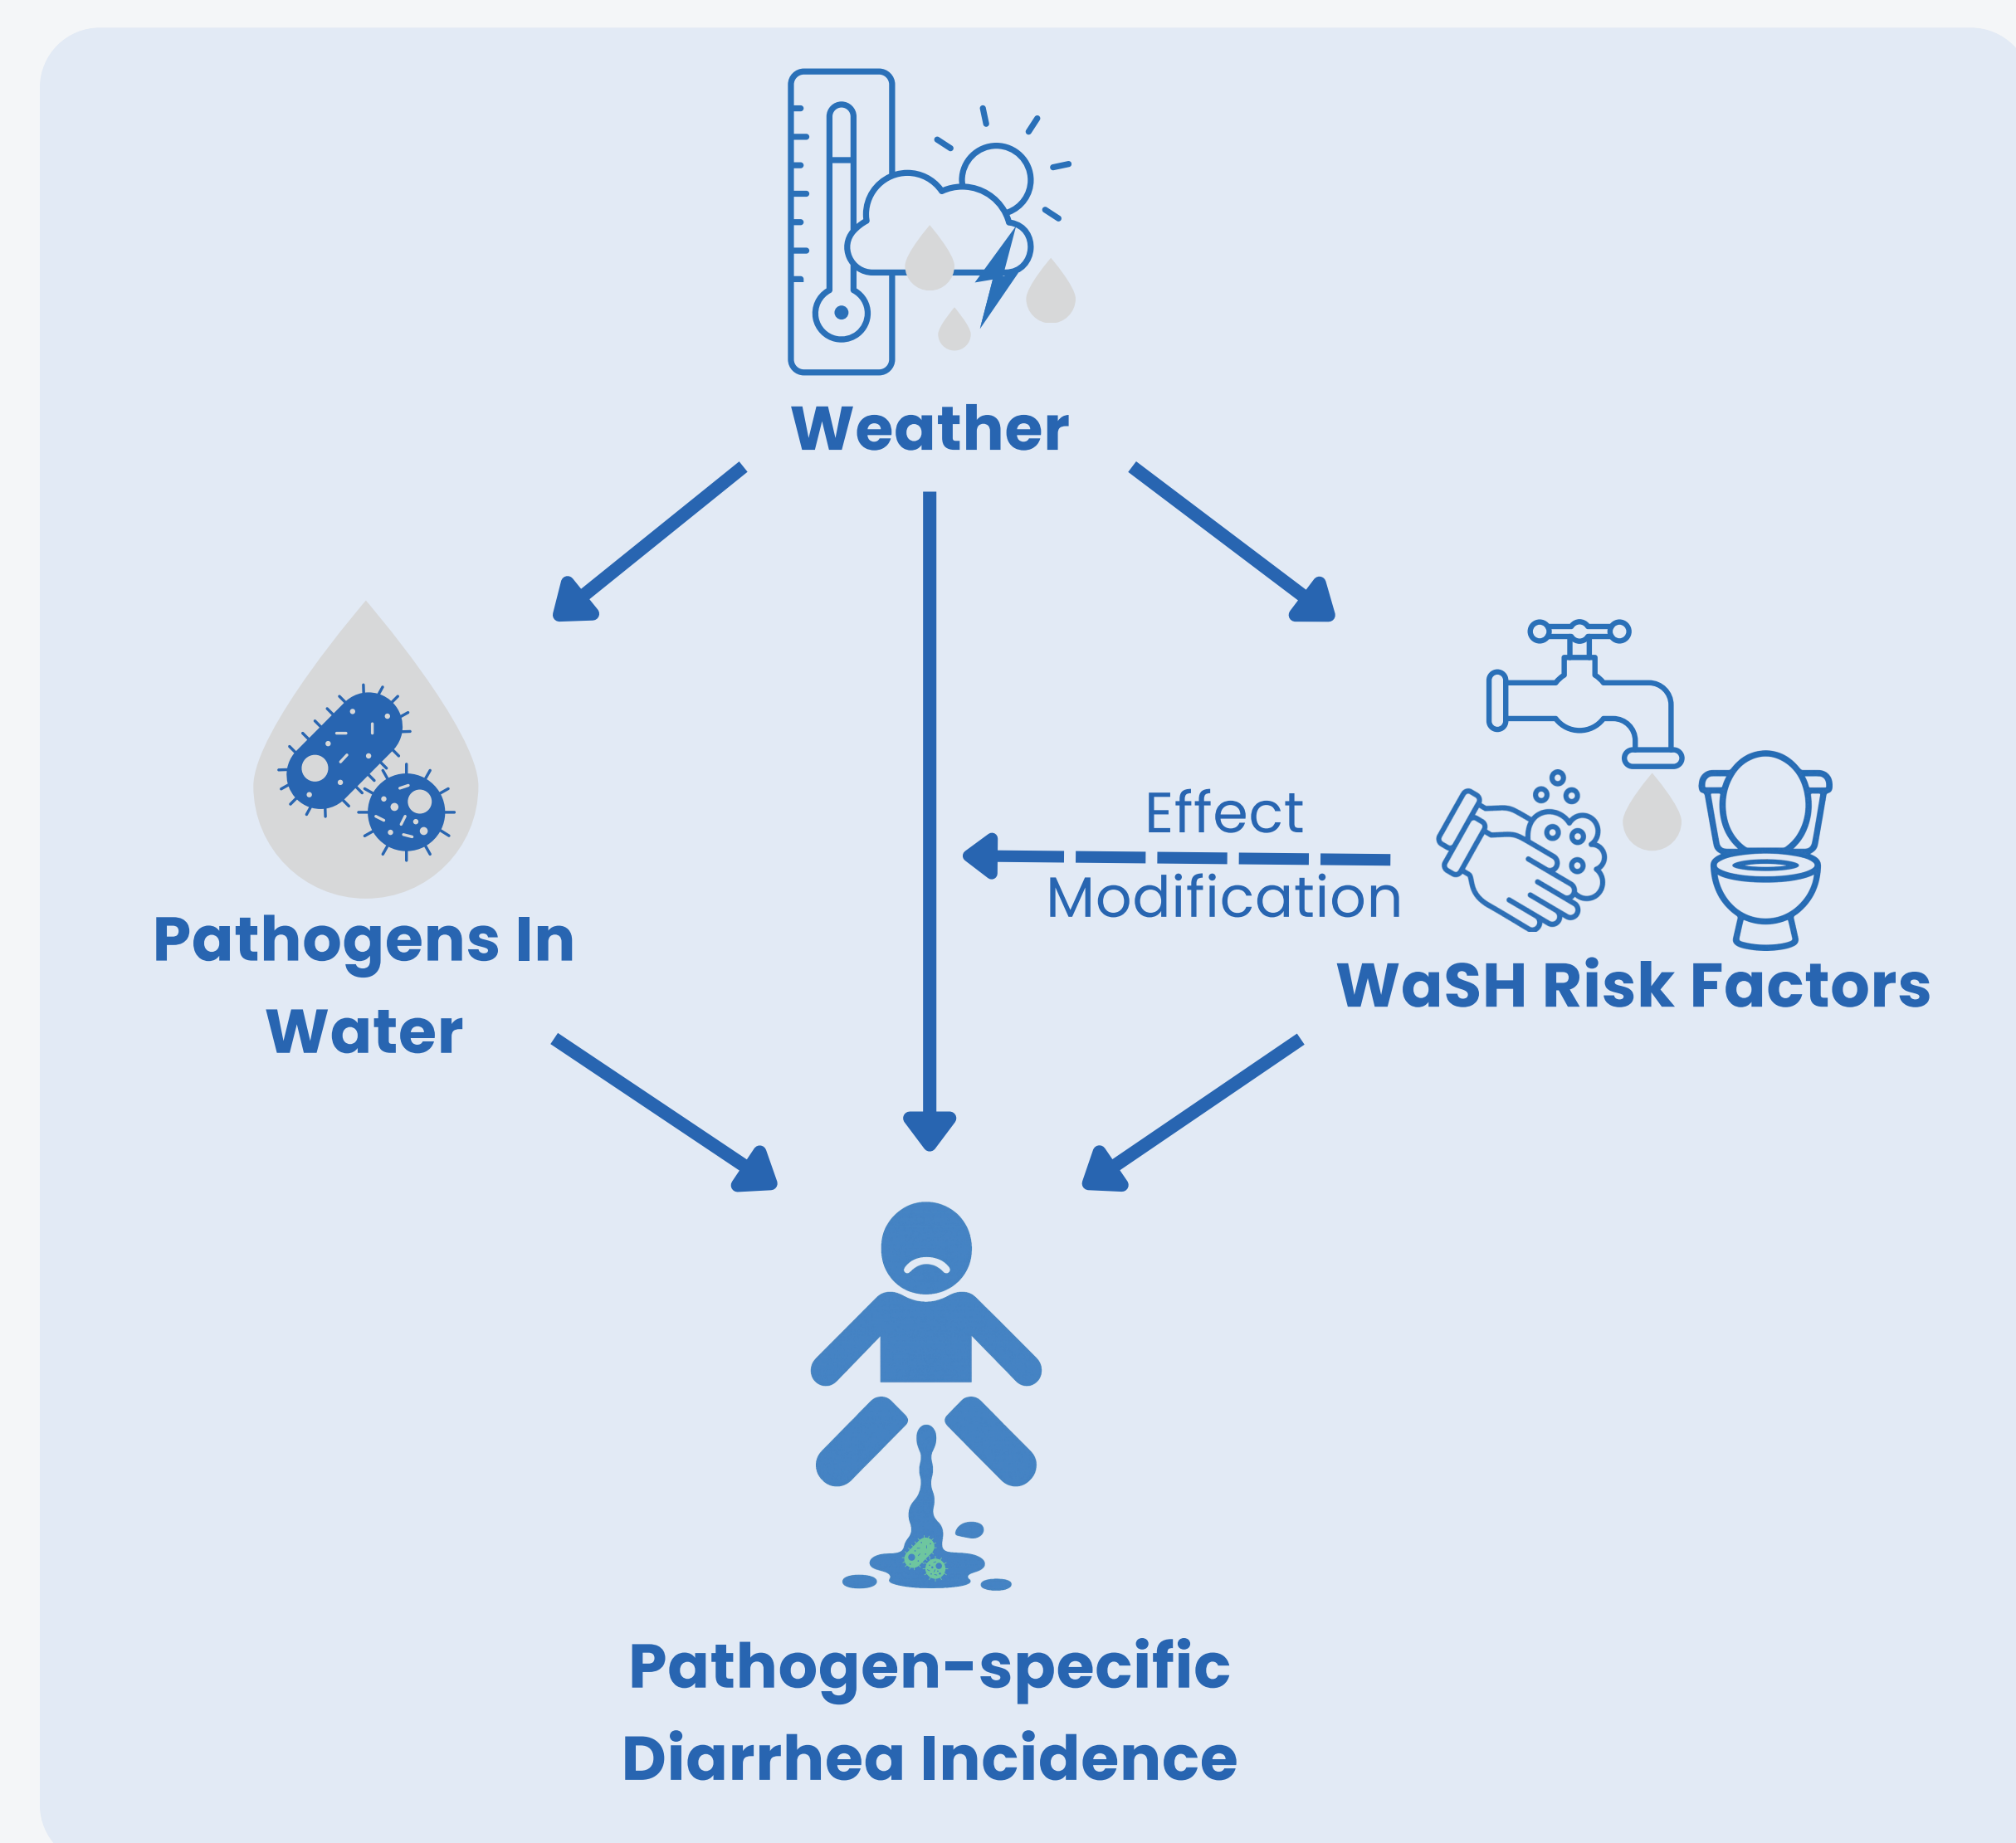 Weather
Effect
Modification
Pathogens In
Water
WaSH Risk Factors
Pathogen-specific
Diarrhea Incidence